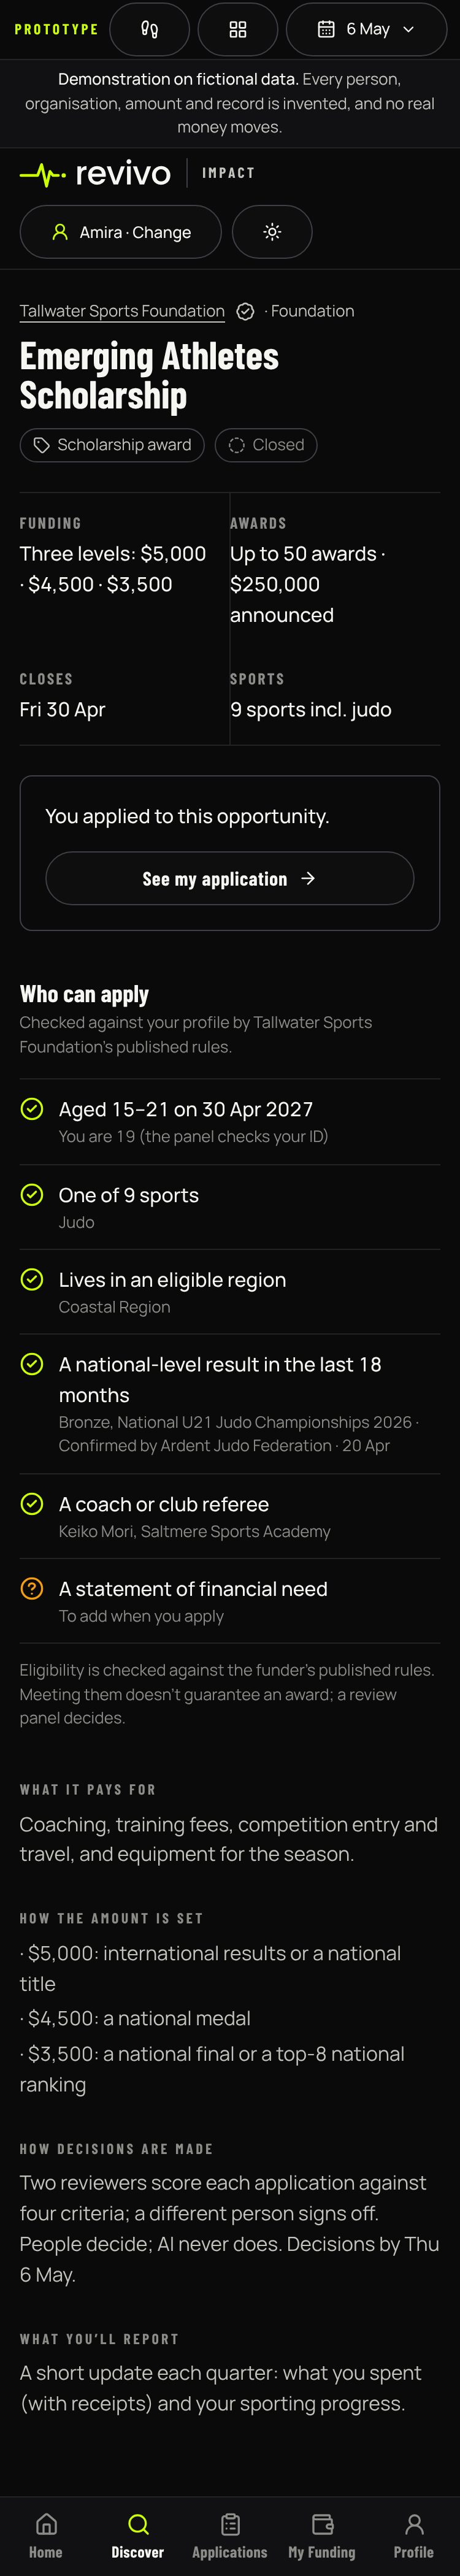 PROTOTYPE
6 May
Demonstration on fictional data. Every person,
organisation, amount and record is invented, and no real
money moves.
revivo
IMPACT
Amira · Change
Tallwater Sports Foundation · Foundation
Emerging Athletes
Scholarship
Scholarship award
Closed
FUNDING
Three levels: $5,000
· $4,500 · $3,500
AWARDS
Up to 50 awards ·
$250,000
announced
CLOSES
Fri 30 Apr
SPORTS
9 sports incl. judo
You applied to this opportunity.
See my application
Who can apply
Checked against your profile by Tallwater Sports
Foundation's published rules.
Aged 15–21 on 30 Apr 2027
You are 19 (the panel checks your ID)
One of 9 sports
Judo
Lives in an eligible region
Coastal Region
A national-level result in the last 18
months
Bronze, National U21 Judo Championships 2026 ·
Confirmed by Ardent Judo Federation · 20 Apr
A coach or club referee
Keiko Mori, Saltmere Sports Academy
A statement of financial need
To add when you apply
Eligibility is checked against the funder's published rules.
Meeting them doesn't guarantee an award; a review
panel decides.
WHAT IT PAYS FOR
Coaching, training fees, competition entry and
travel, and equipment for the season.
HOW THE AMOUNT IS SET
· $5,000: international results or a national
title
· $4,500: a national medal
· $3,500: a national final or a top-8 national
ranking
HOW DECISIONS ARE MADE
Two reviewers score each application against
four criteria; a different person signs off.
People decide; AI never does. Decisions by Thu
6 May.
WHAT YOU'LL REPORT
A short update each quarter: what you spent
(with receipts) and your sporting progress.
Home
Discover
Applications
My Funding
Profile